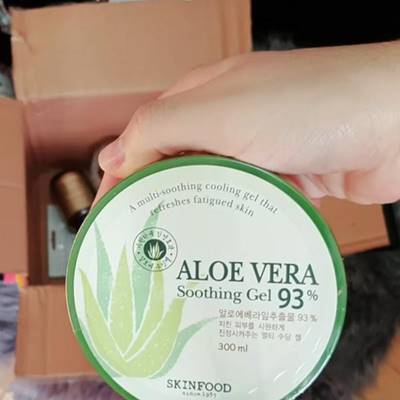 A multi-soothing cooling gel that
refreshes fatigued skin
ALOE VERA
Soothing Gel 93%
알로에베라잎추출물 93%
지친 피부를 시원하게
진정시켜주는 멀티 수딩 젤
300 ml
SKINFOOD
since 1957